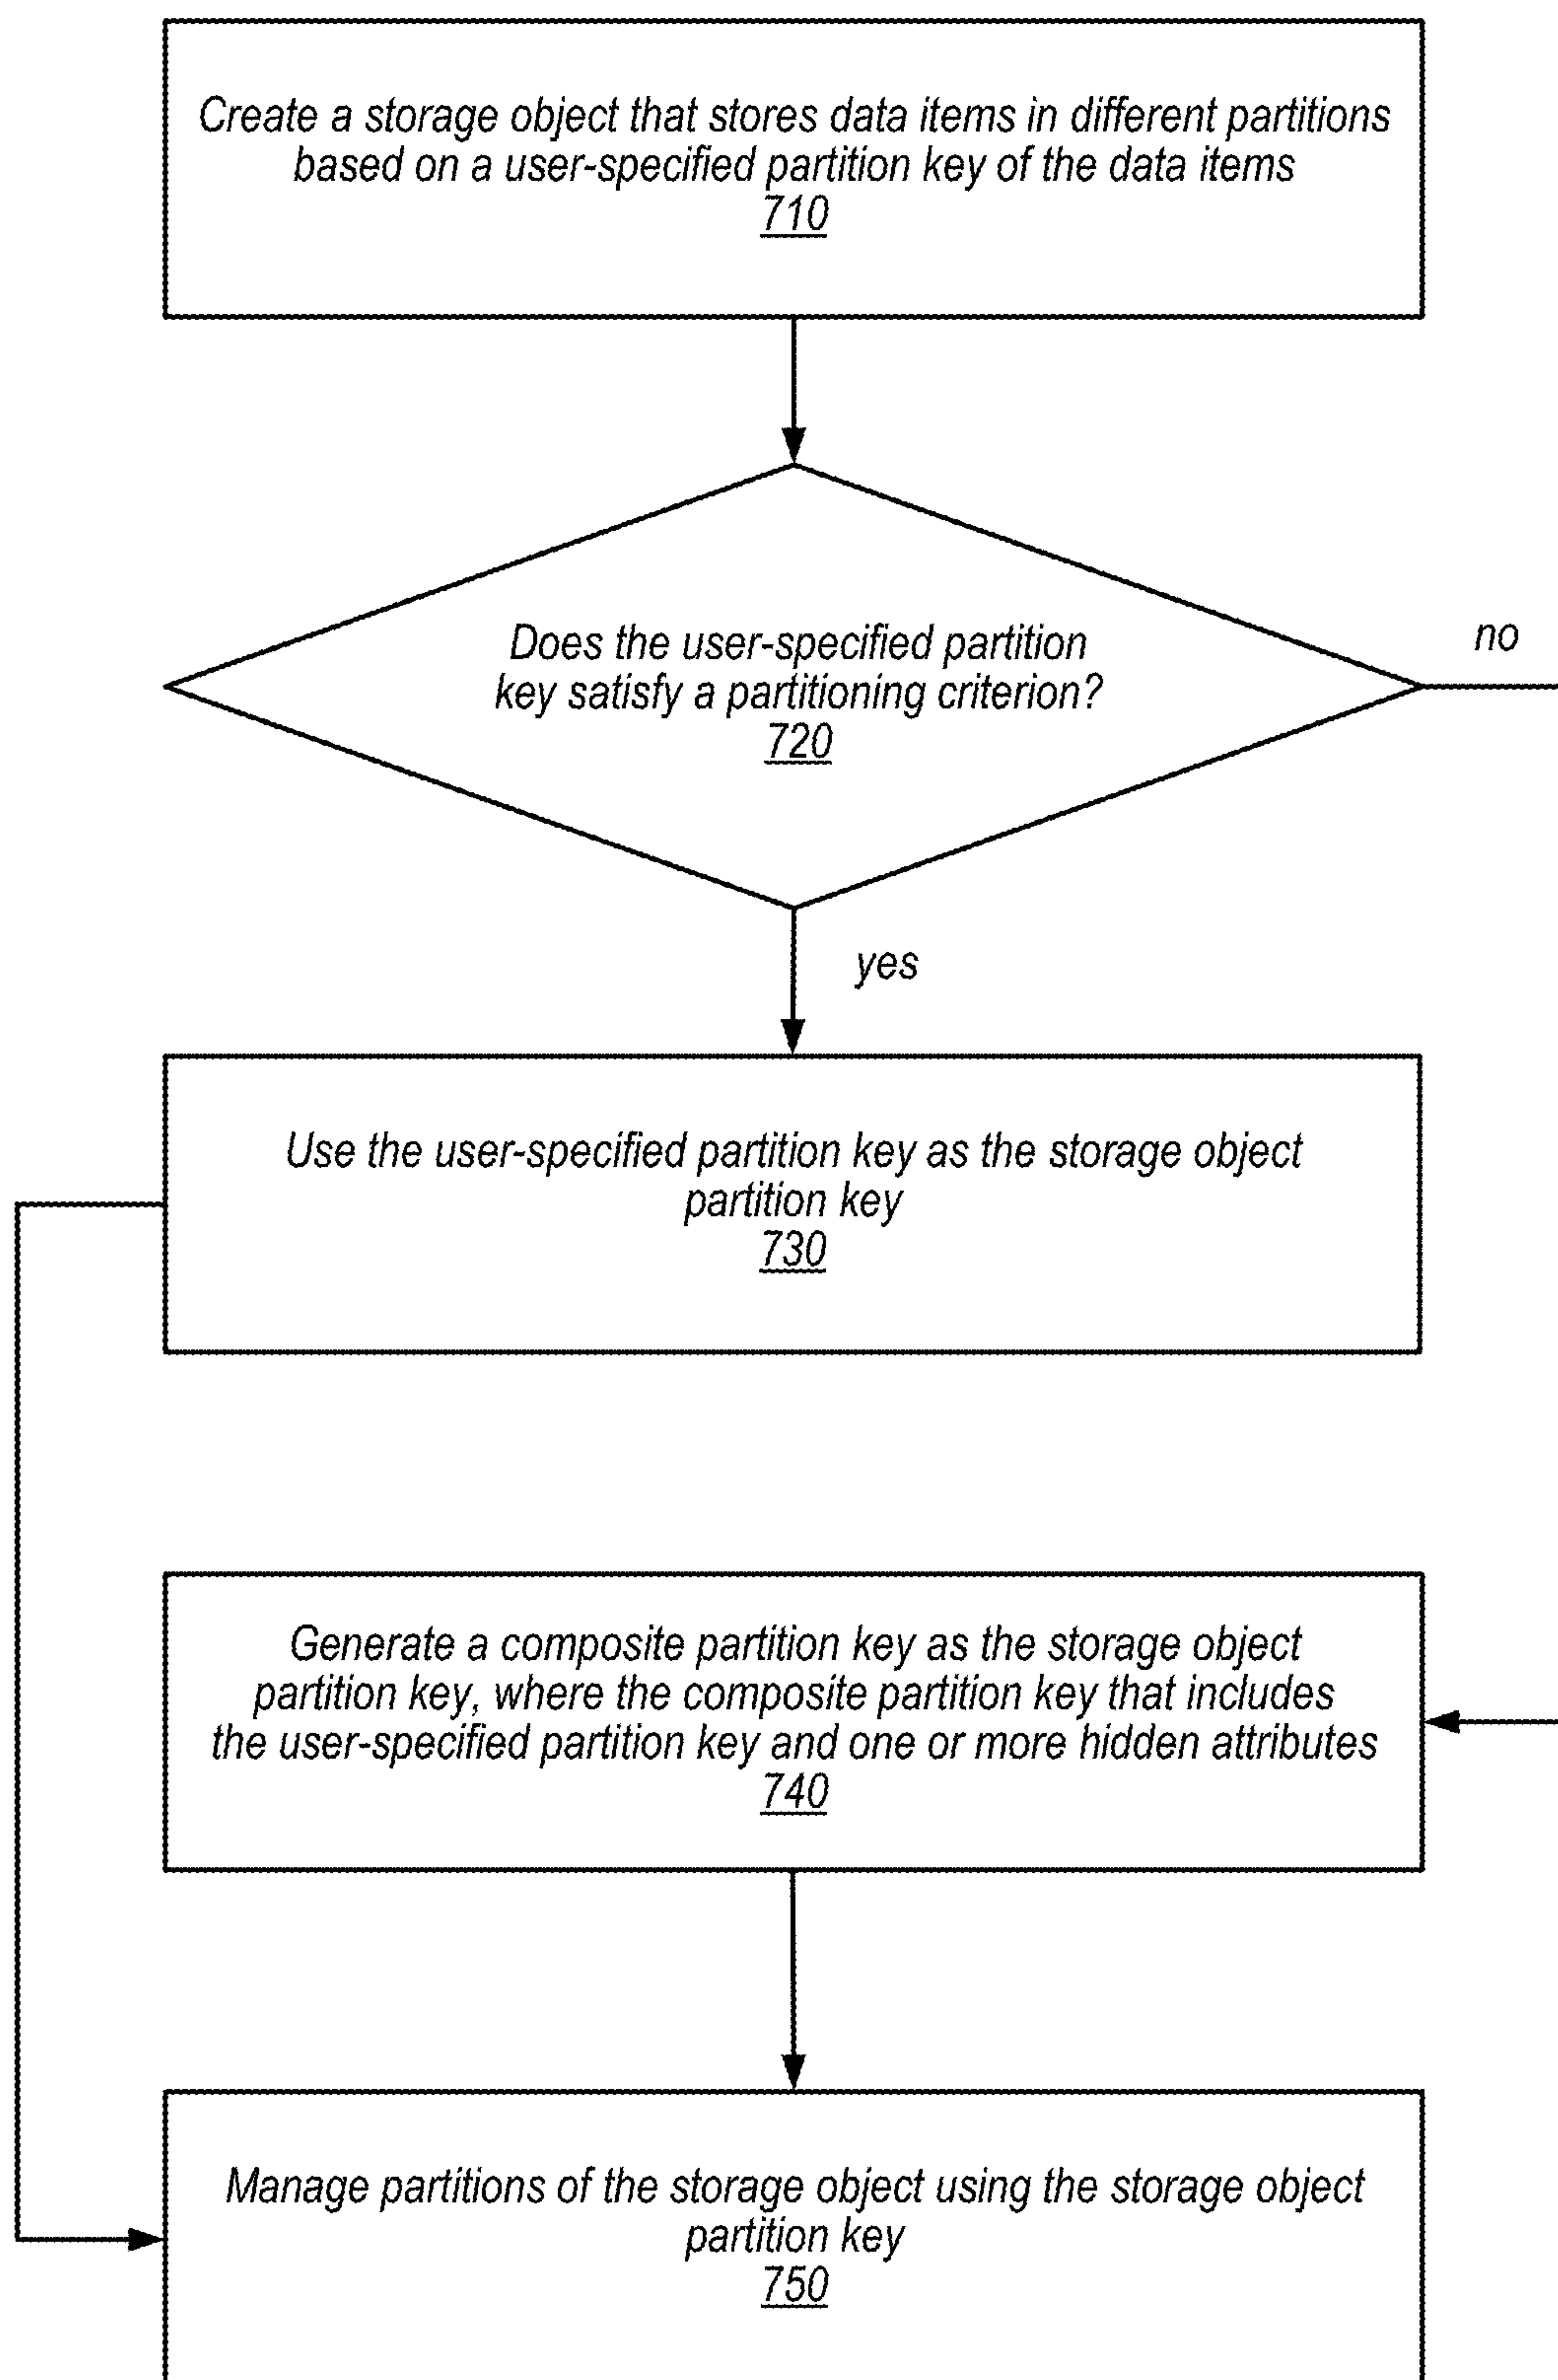 Create a storage object that stores data items in different partitions
based on a user-specified partition key of the data items
710
Does the user-specified partition
key satisfy a partitioning criterion?
720
no
yes
Use the user-specified partition key as the storage object
partition key
730
Generate a composite partition key as the storage object
partition key, where the composite partition key that includes
the user-specified partition key and one or more hidden attributes
740
Manage partitions of the storage object using the storage object
partition key
750